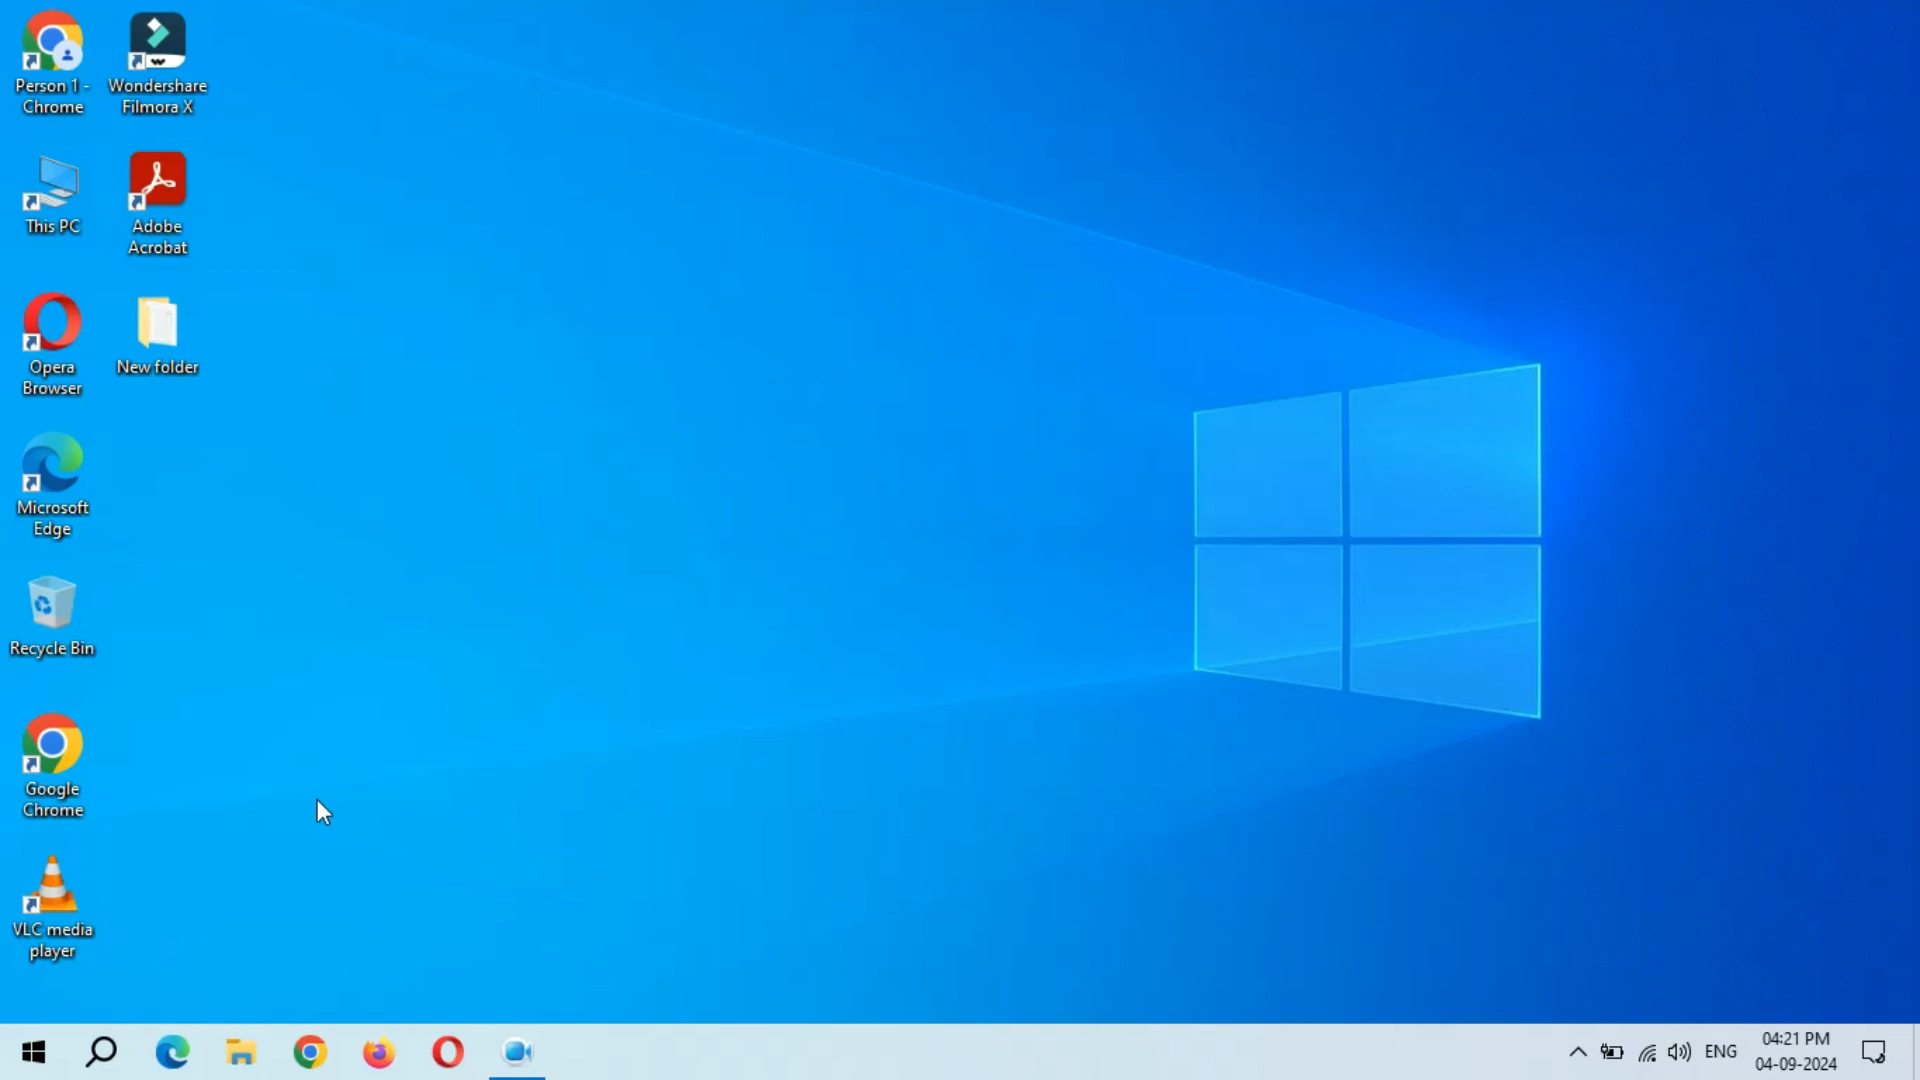 Person 1 -
Chrome
Wondershare
Filmora X
This PC
Adobe
Acrobat
Opera
Browser
New folder
Microsoft
Edge
Recycle Bin
Google
Chrome
VLC media
player
ENG
04:21 PM
04-09-2024